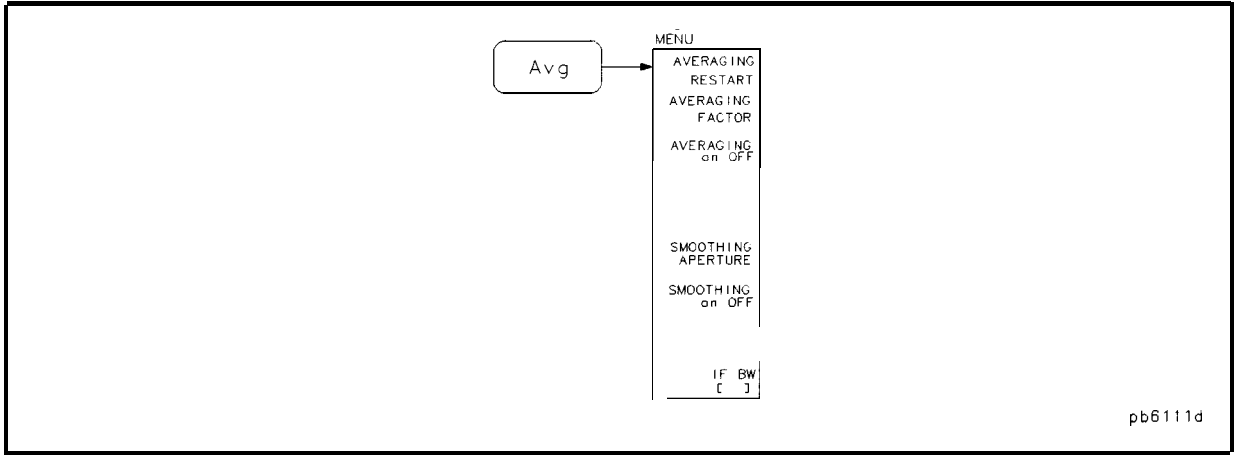 MENU
Avg
AVERAGING
RESTART
AVERAGING
FACTOR
AVERAGING
on OFF
SMOOTHING
APERTURE
SMOOTHING
on OFF
IF BW
[ ]
pb6111d